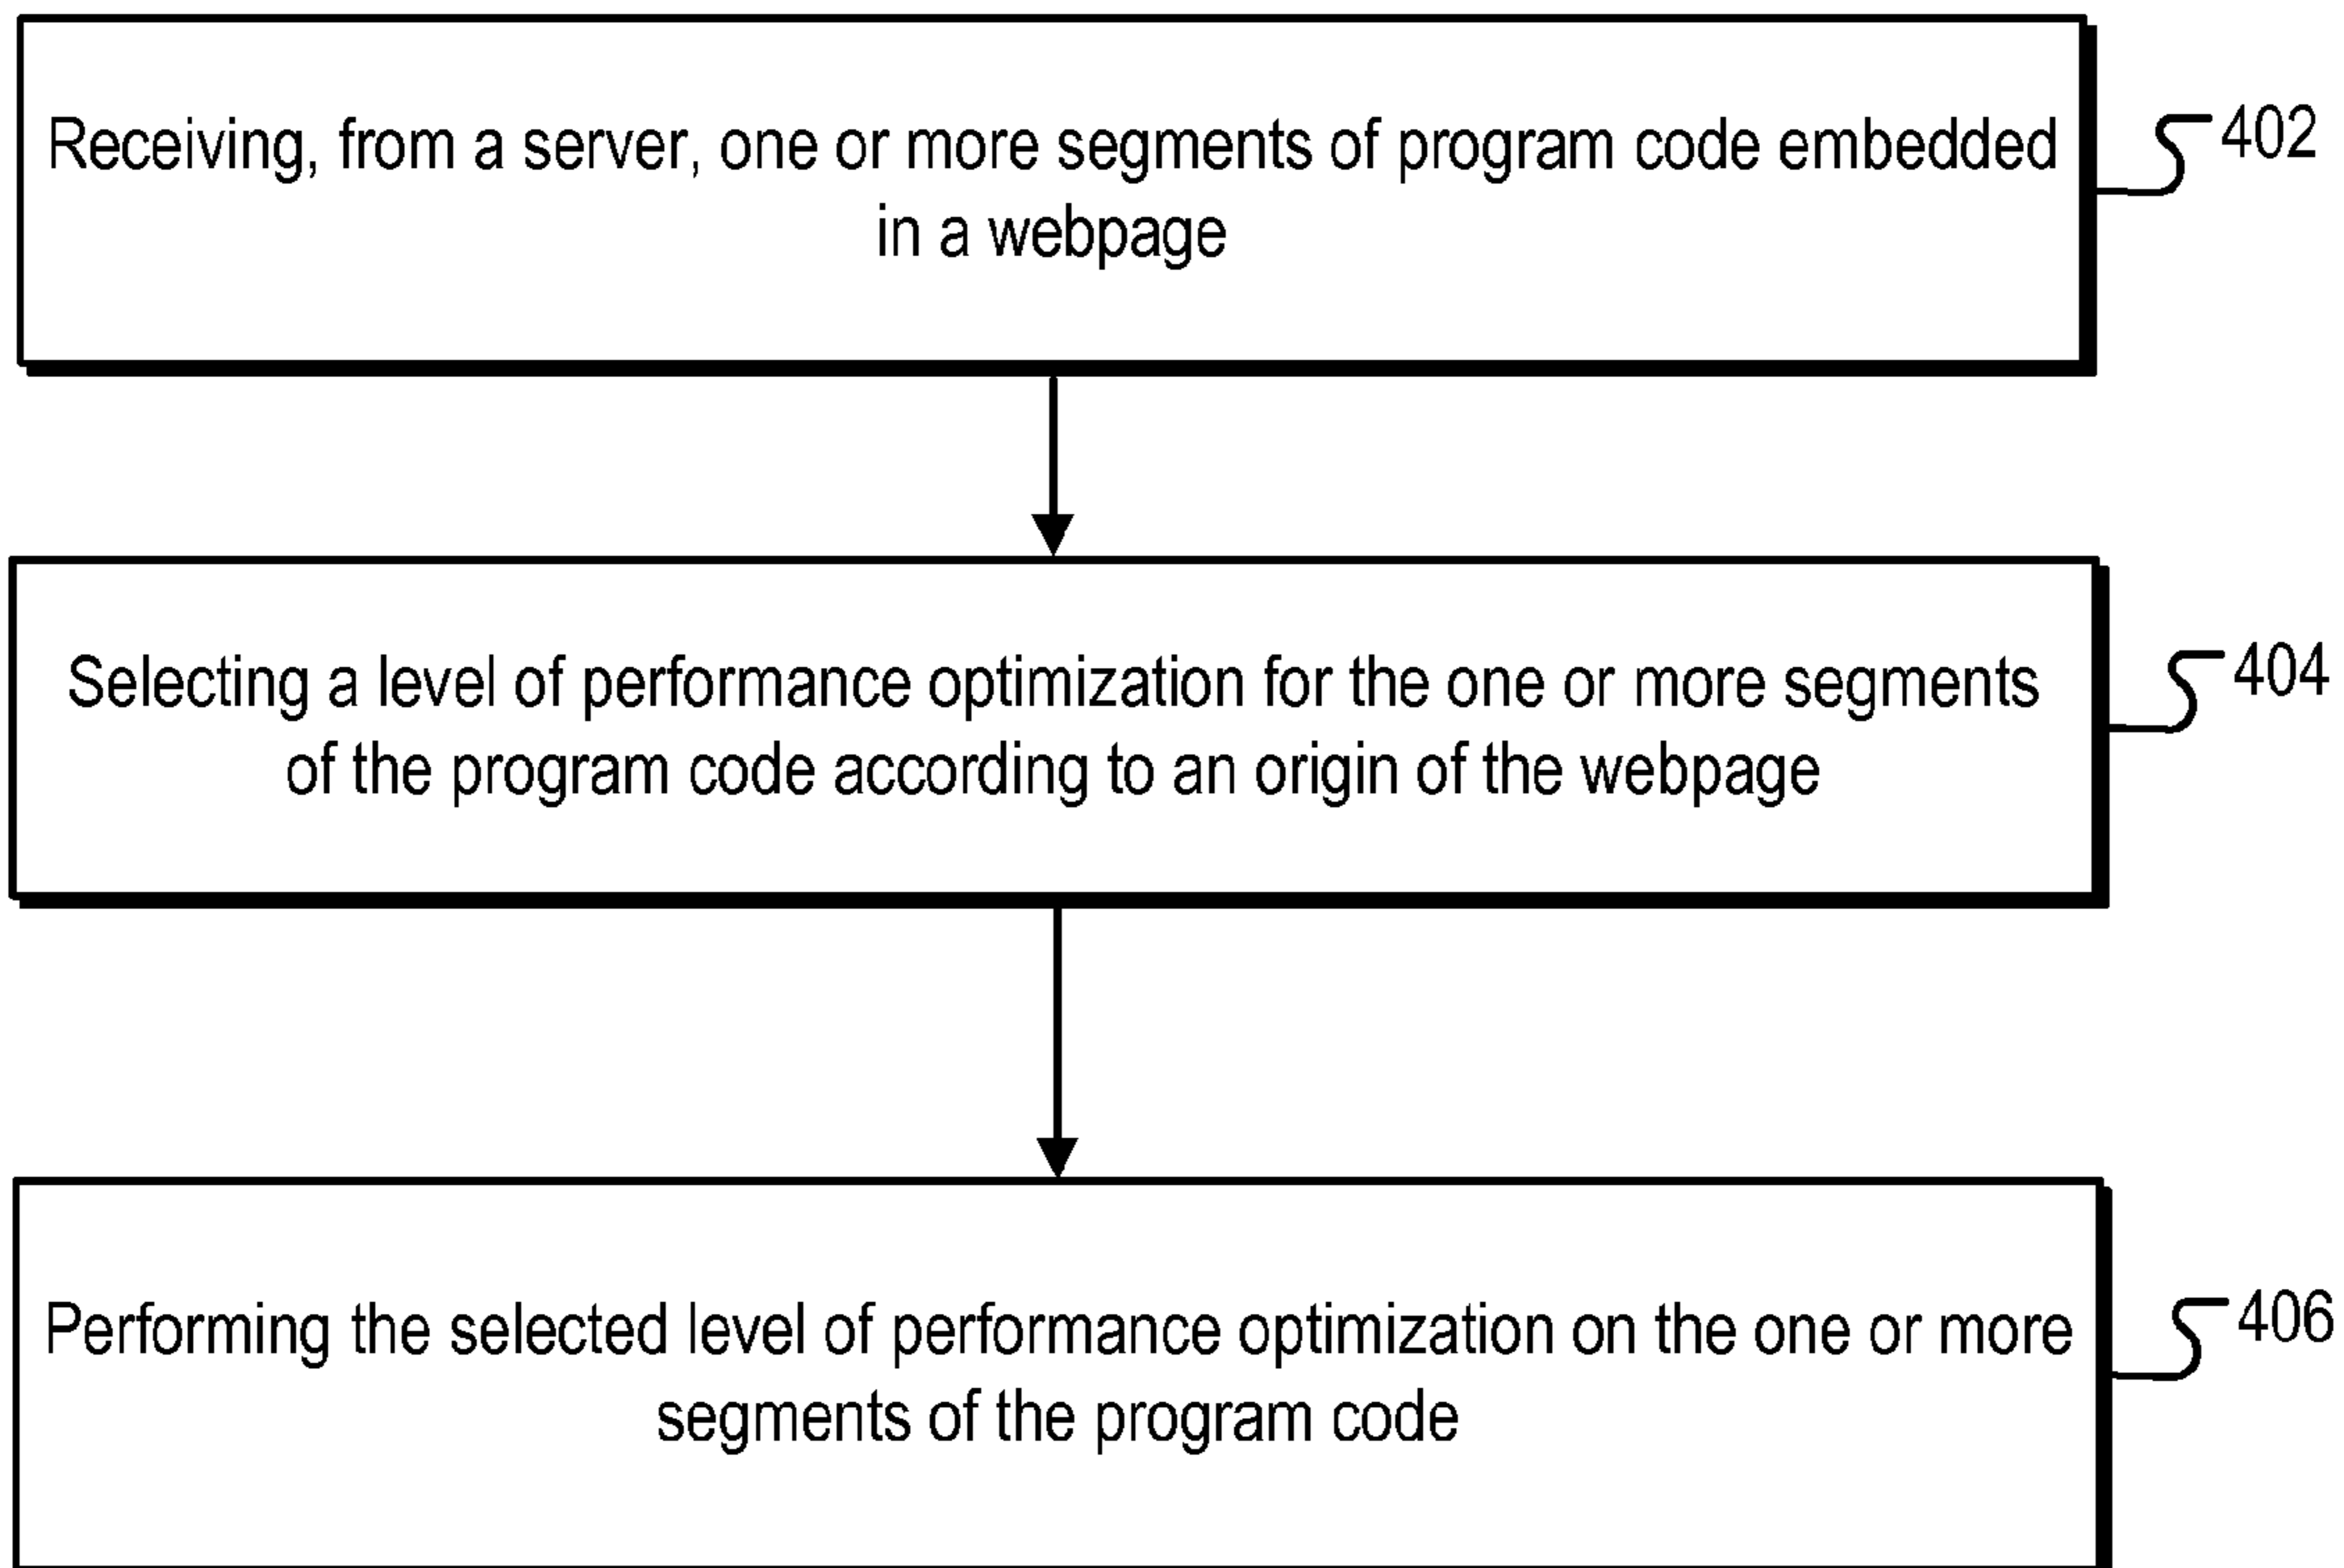 Receiving, from a server, one or more segments of program code embedded
in a webpage
402
Selecting a level of performance optimization for the one or more segments
of the program code according to an origin of the webpage
404
Performing the selected level of performance optimization on the one or more
segments of the program code
406